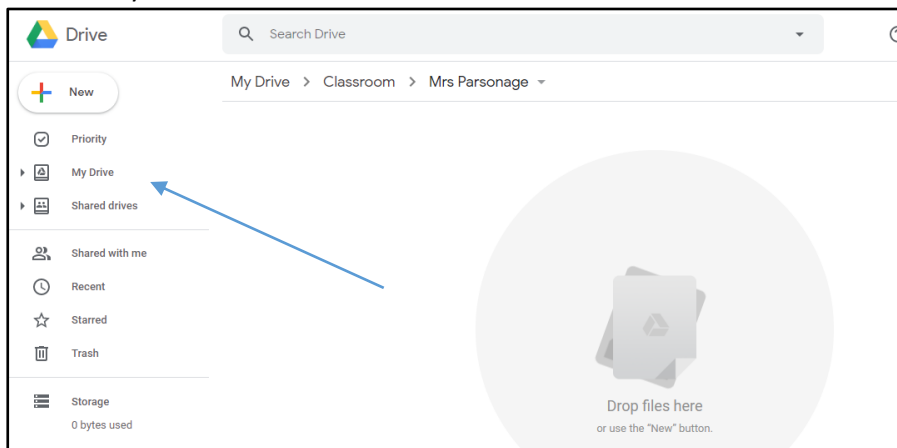 Drive
Search Drive
My Drive > Classroom > Mrs Parsonage
New
Priority
My Drive
Shared drives
Shared with me
Recent
Starred
Trash
Storage
0 bytes used
Drop files here
or use the "New" button.